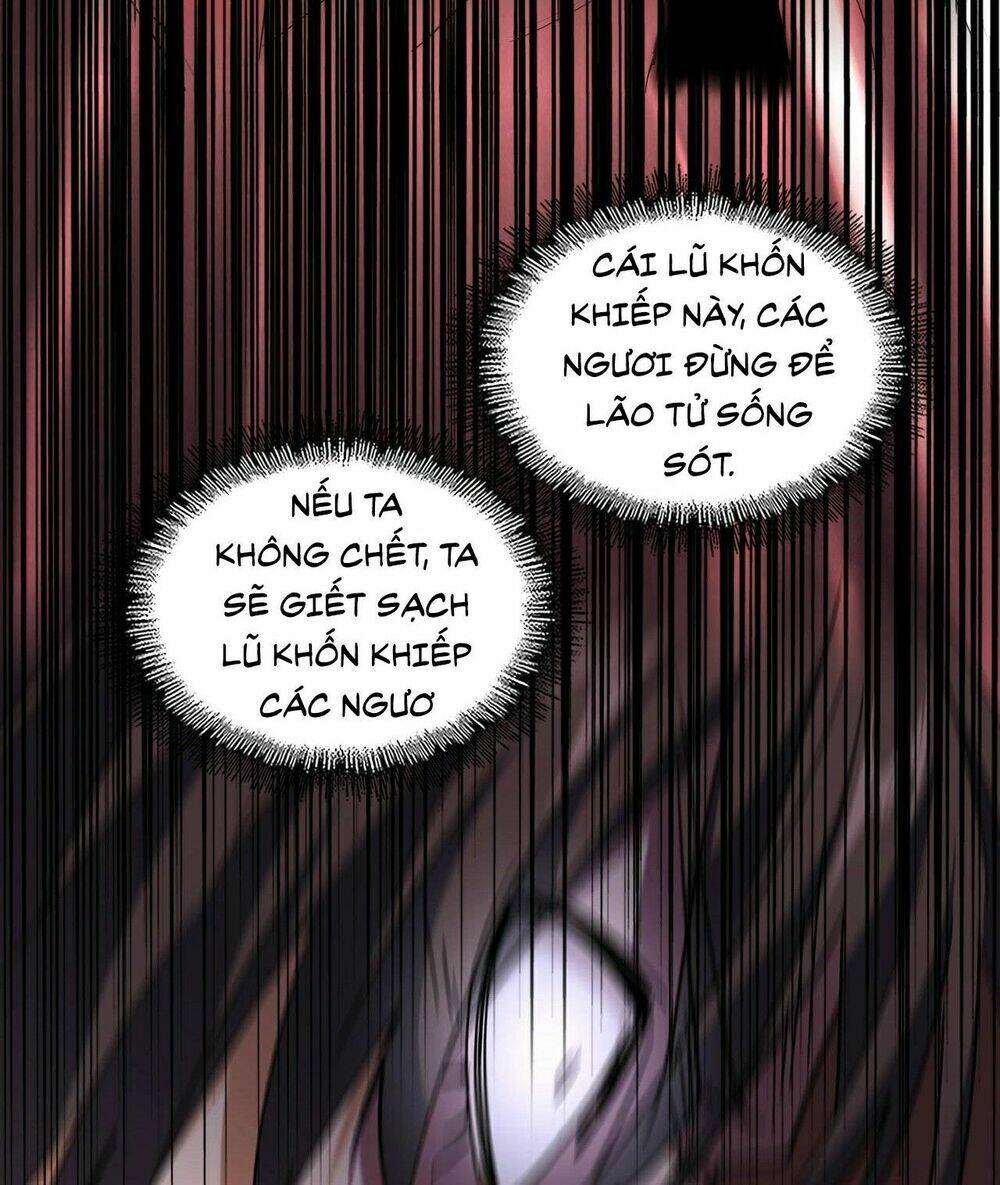 CÁI LŨ KHỐN
KHIẾP NÀY, CÁC
NGƯƠI ĐỪNG ĐỂ
LÃO TỬ SỐNG
SÓT.
NẾU TA
KHÔNG CHẾT, TA
SẼ GIẾT SẠCH
LŨ KHỐN KHIẾP
CÁC NGƯƠ